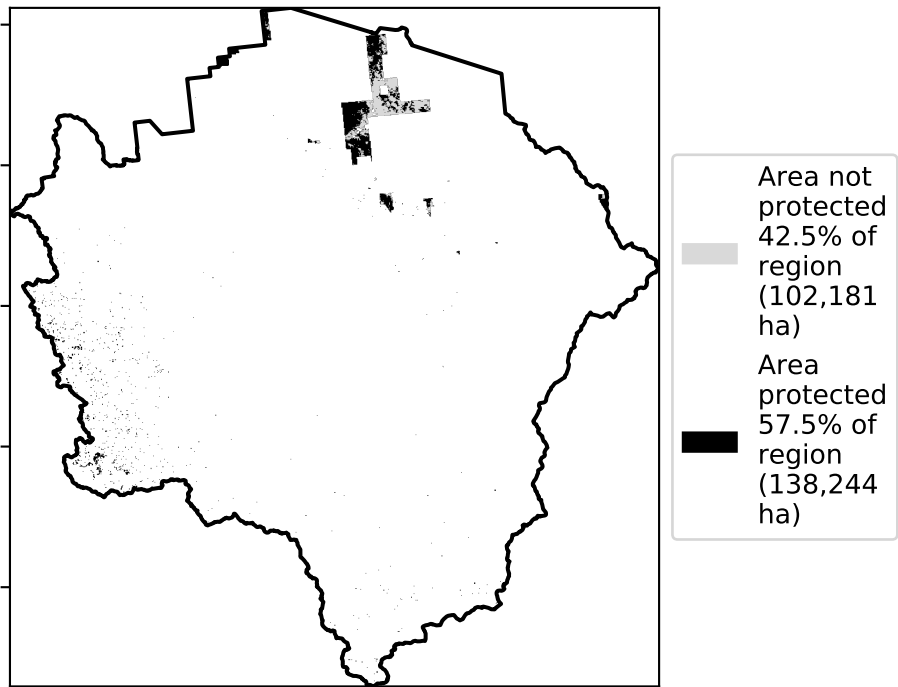 Area not
protected
42.5% of
region
(102,181
ha)
Area
protected
57.5% of
region
(138,244
ha)